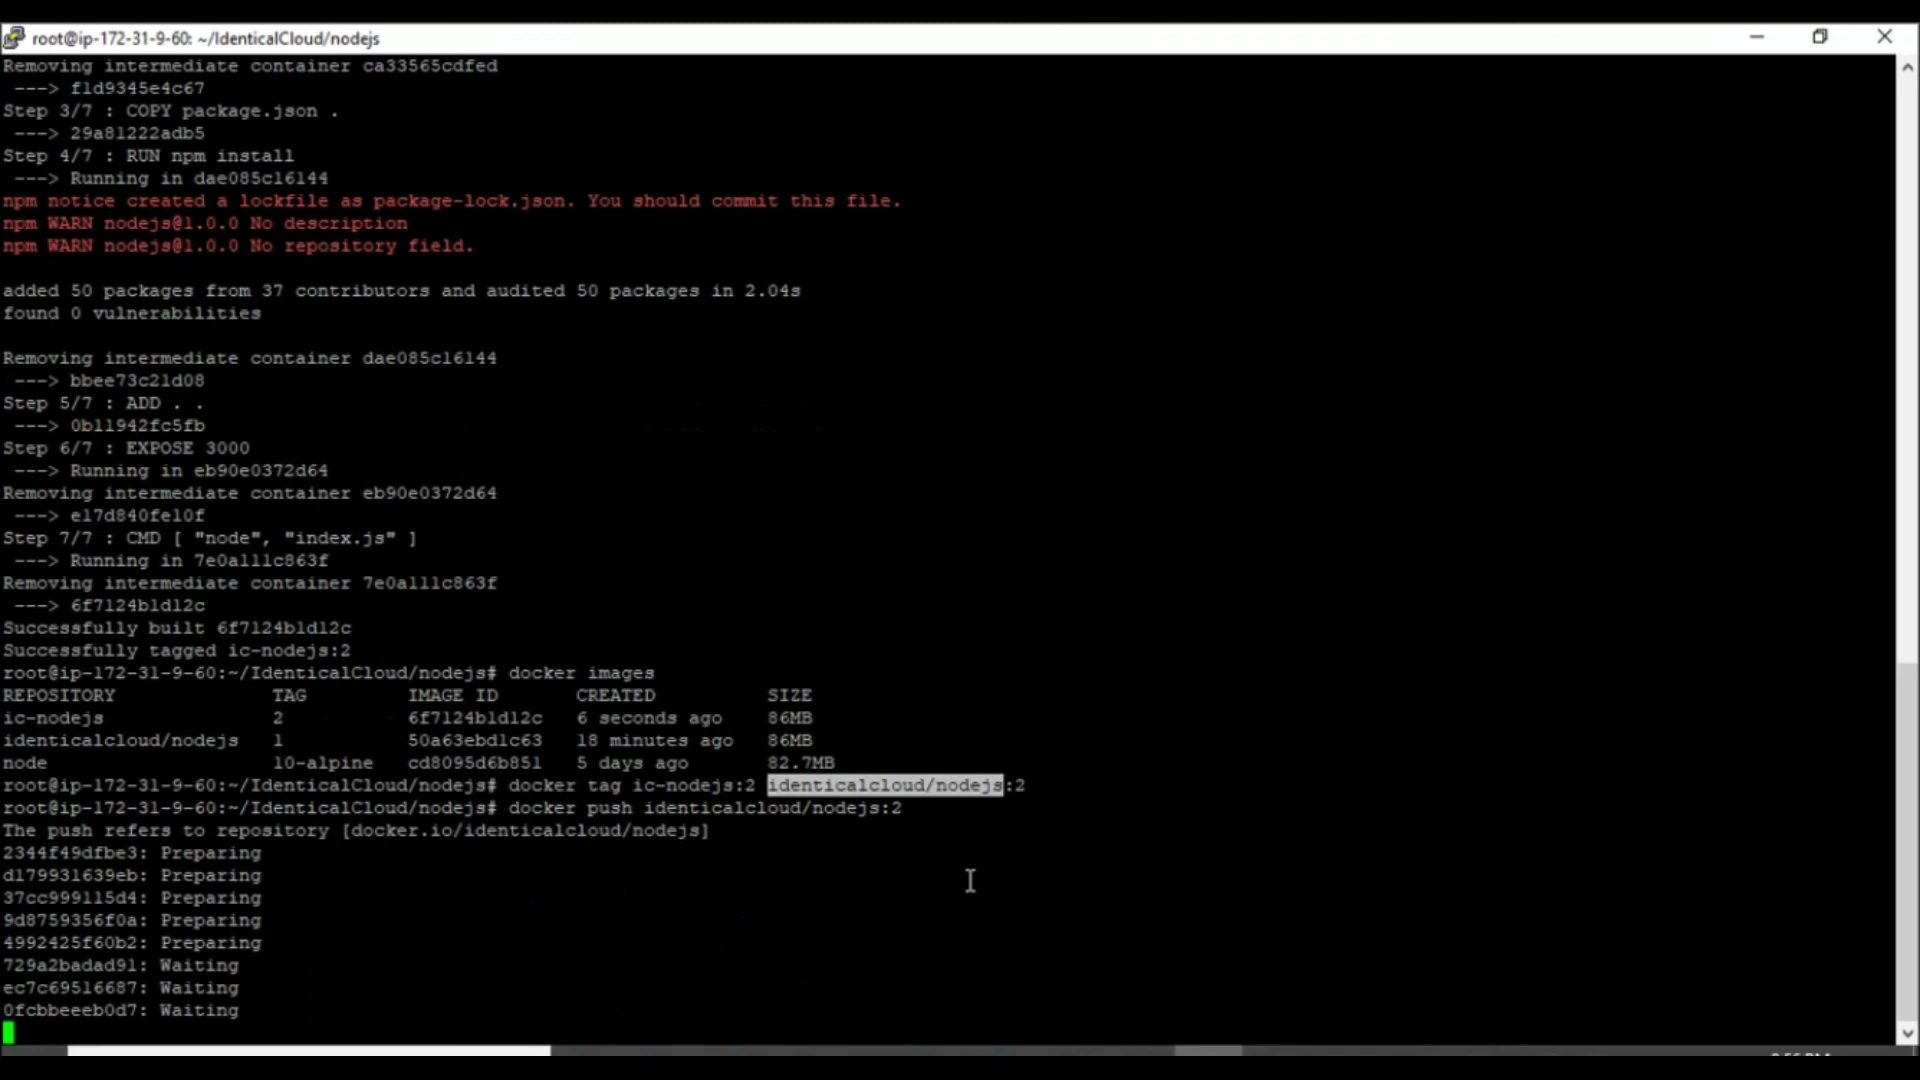 root@ip-172-31-9-60: ~/IdenticalCloud/nodejs
Removing intermediate container ca33565cdfed
---> f1d9345e4c67
Step 3/7 : COPY package.json .
---> 29a81222adb5
Step 4/7 : RUN npm install
---> Running in dae085c16144
npm notice created a lockfile as package-lock.json. You should commit this file.
npm WARN nodejs@1.0.0 No description
npm WARN nodejs@1.0.0 No repository field.
added 50 packages from 37 contributors and audited 50 packages in 2.04s
found 0 vulnerabilities
Removing intermediate container dae085c16144
---> bbee73c21d08
Step 5/7 : ADD . .
---> 0b11942fc5fb
Step 6/7 : EXPOSE 3000
---> Running in eb90e0372d64
Removing intermediate container eb90e0372d64
---> e17d840fe10f
Step 7/7 : CMD [ "node", "index.js" ]
---> Running in 7e0a111c863f
Removing intermediate container 7e0a111c863f
---> 6f7124b1d12c
Successfully built 6f7124b1d12c
Successfully tagged ic-nodejs:2
root@ip-172-31-9-60:~/IdenticalCloud/nodejs# docker images
REPOSITORY TAG IMAGE ID CREATED SIZE
ic-nodejs 2 6f7124b1d12c 6 seconds ago 86MB
identicalcloud/nodejs 1 50a63ebd1c63 18 minutes ago 86MB
node 10-alpine cd8095d6b851 5 days ago 82.7MB
root@ip-172-31-9-60:~/IdenticalCloud/nodejs# docker tag ic-nodejs:2 identicalcloud/nodejs:2
root@ip-172-31-9-60:~/IdenticalCloud/nodejs# docker push identicalcloud/nodejs:2
The push refers to repository [docker.io/identicalcloud/nodejs]
2344f49dfbe3: Preparing
d179931639eb: Preparing
37cc999115d4: Preparing
9d8759356f0a: Preparing
4992425f60b2: Preparing
729a2badad91: Waiting
ec7c69516687: Waiting
0fcbbeeeb0d7: Waiting